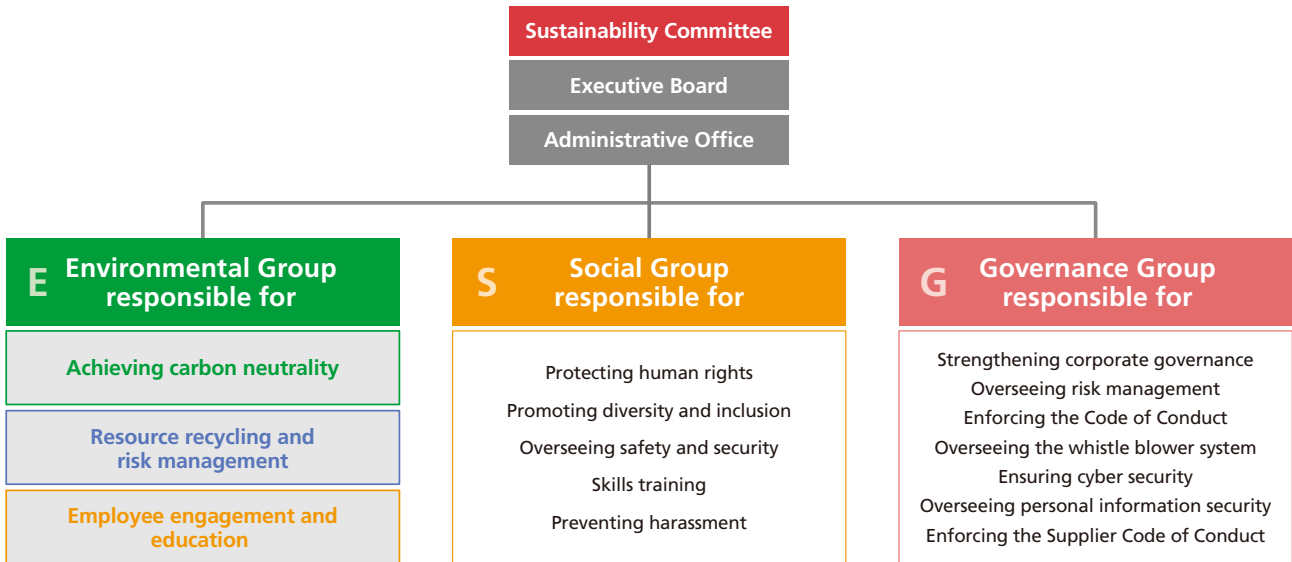 Sustainability Committee
Executive Board
Administrative Office
E
Environmental Group
responsible for
Achieving carbon neutrality
Resource recycling and
risk management
Employee engagement and
education
S
Social Group
responsible for
Protecting human rights
Promoting diversity and inclusion
Overseeing safety and security
Skills training
Preventing harassment
G
Governance Group
responsible for
Strengthening corporate governance
Overseeing risk management
Enforcing the Code of Conduct
Overseeing the whistle blower system
Ensuring cyber security
Overseeing personal information security
Enforcing the Supplier Code of Conduct